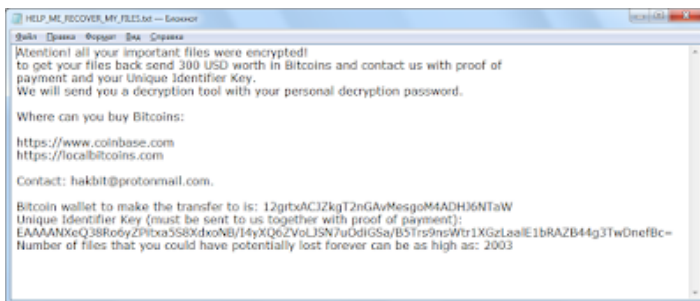 HELP_ME_RECOVER_MY_FILES.txt — Блокнот
Файл Правка Формат Вид Справка
Atention! all your important files were encrypted!
to get your files back send 300 USD worth in Bitcoins and contact us with proof of
payment and your Unique Identifier Key.
We will send you a decryption tool with your personal decryption password.
Where can you buy Bitcoins:
https://www.coinbase.com
https://localbitcoins.com
Contact: hakbit@protonmail.com.
Bitcoin wallet to make the transfer to is: 12grtxACJZkgT2nGAvMesgoM4ADHJ6NTaW
Unique Identifier Key (must be sent to us together with proof of payment):
EAAAANXeQ38Ro6yZPltxa5S8XdxoNB/I4yXQ6ZVoLJSN7uOdiGSa/B5Trs9nsWtr1XGzLaalE1bRAZB44g3TwDnefBc=
Number of files that you could have potentially lost forever can be as high as: 2003